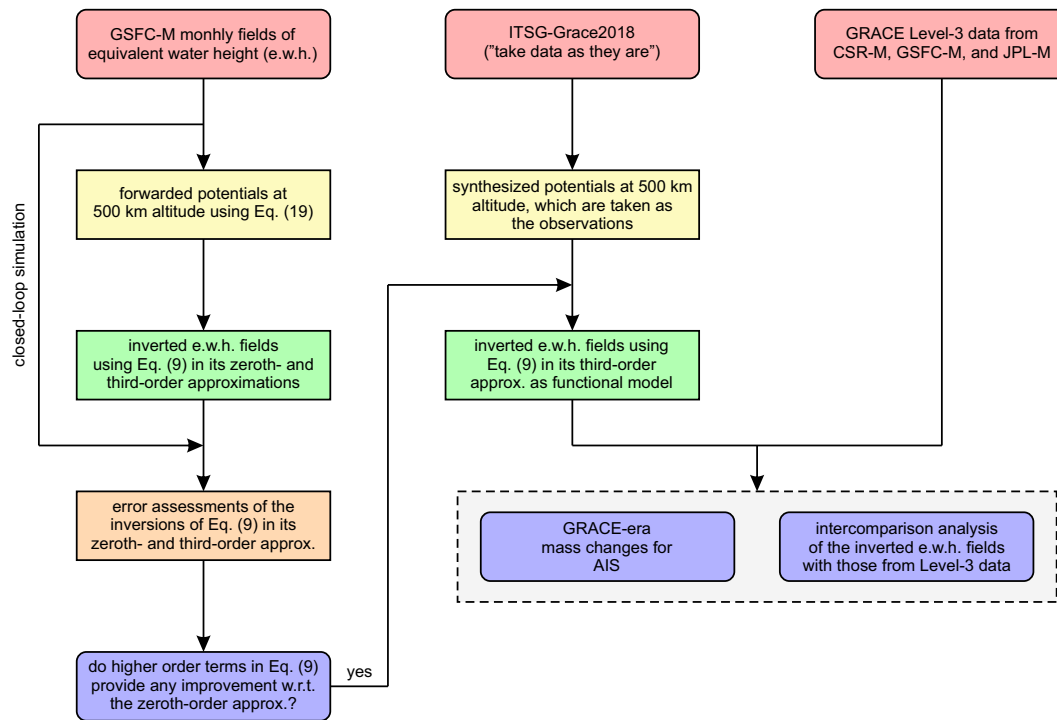 GSFC-M monhly fields of
equivalent water height (e.w.h.)
ITSG-Grace2018
("take data as they are")
GRACE Level-3 data from
CSR-M, GSFC-M, and JPL-M
closed-loop simulation
forwarded potentials at
500 km altitude using Eq. (19)
synthesized potentials at 500 km
altitude, which are taken as
the observations
inverted e.w.h. fields
using Eq. (9) in its zeroth- and
third-order approximations
inverted e.w.h. fields using
Eq. (9) in its third-order
approx. as functional model
error assessments of the
inversions of Eq. (9) in its
zeroth- and third-order approx.
GRACE-era
mass changes for
AIS
intercomparison analysis
of the inverted e.w.h. fields
with those from Level-3 data
do higher order terms in Eq. (9)
provide any improvement w.r.t.
the zeroth-order approx.?
yes